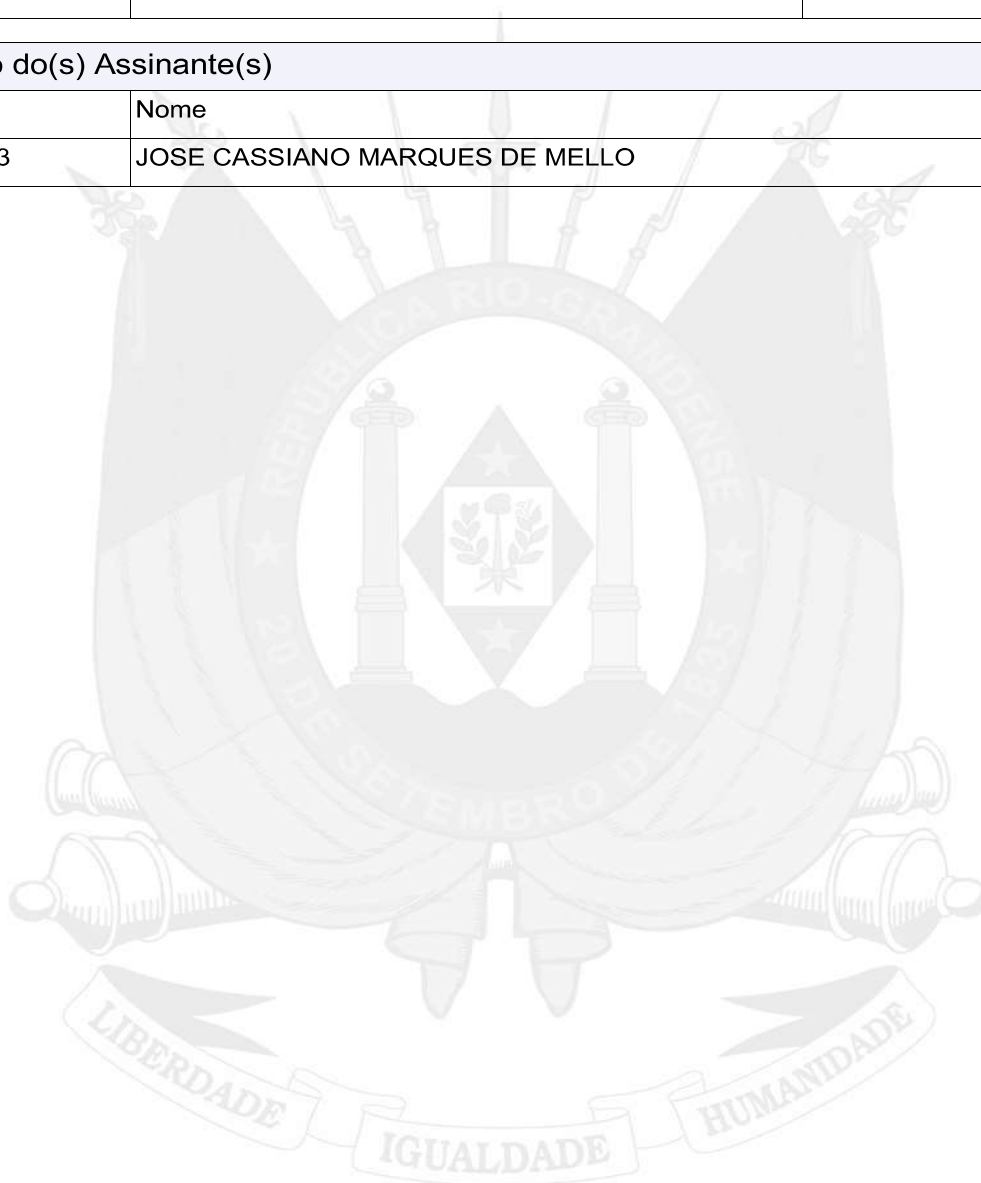 o do(s) Assinante(s)
Nome
3 JOSE CASSIANO MARQUES DE MELLO
REPÚBLICA RIO-GRANDENSE
20 DE SETEMBRO DE 1835
LIBERDADE IGUALDADE HUMANIDADE